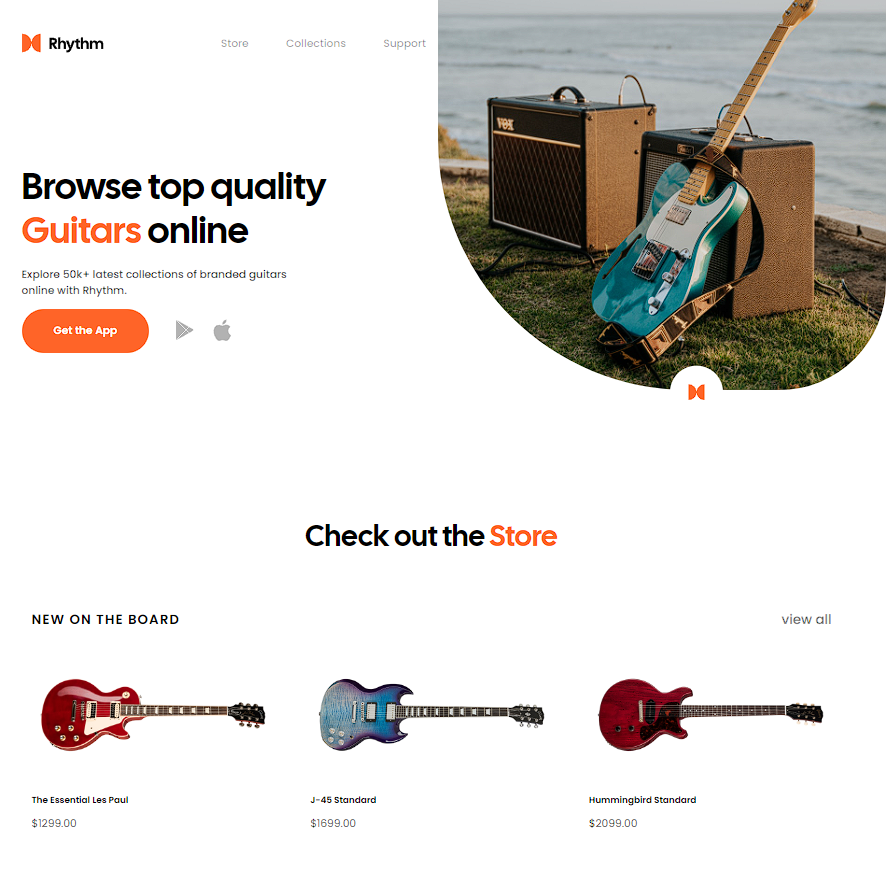 Rhythm
Store
Collections
Support
VOX
Browse top quality
Guitars online
Explore 50k+ latest collections of branded guitars
online with Rhythm.
Get the App
Check out the Store
NEW ON THE BOARD
view all
The Essential Les Paul
$1299.00
J-45 Standard
$1699.00
Hummingbird Standard
$2099.00